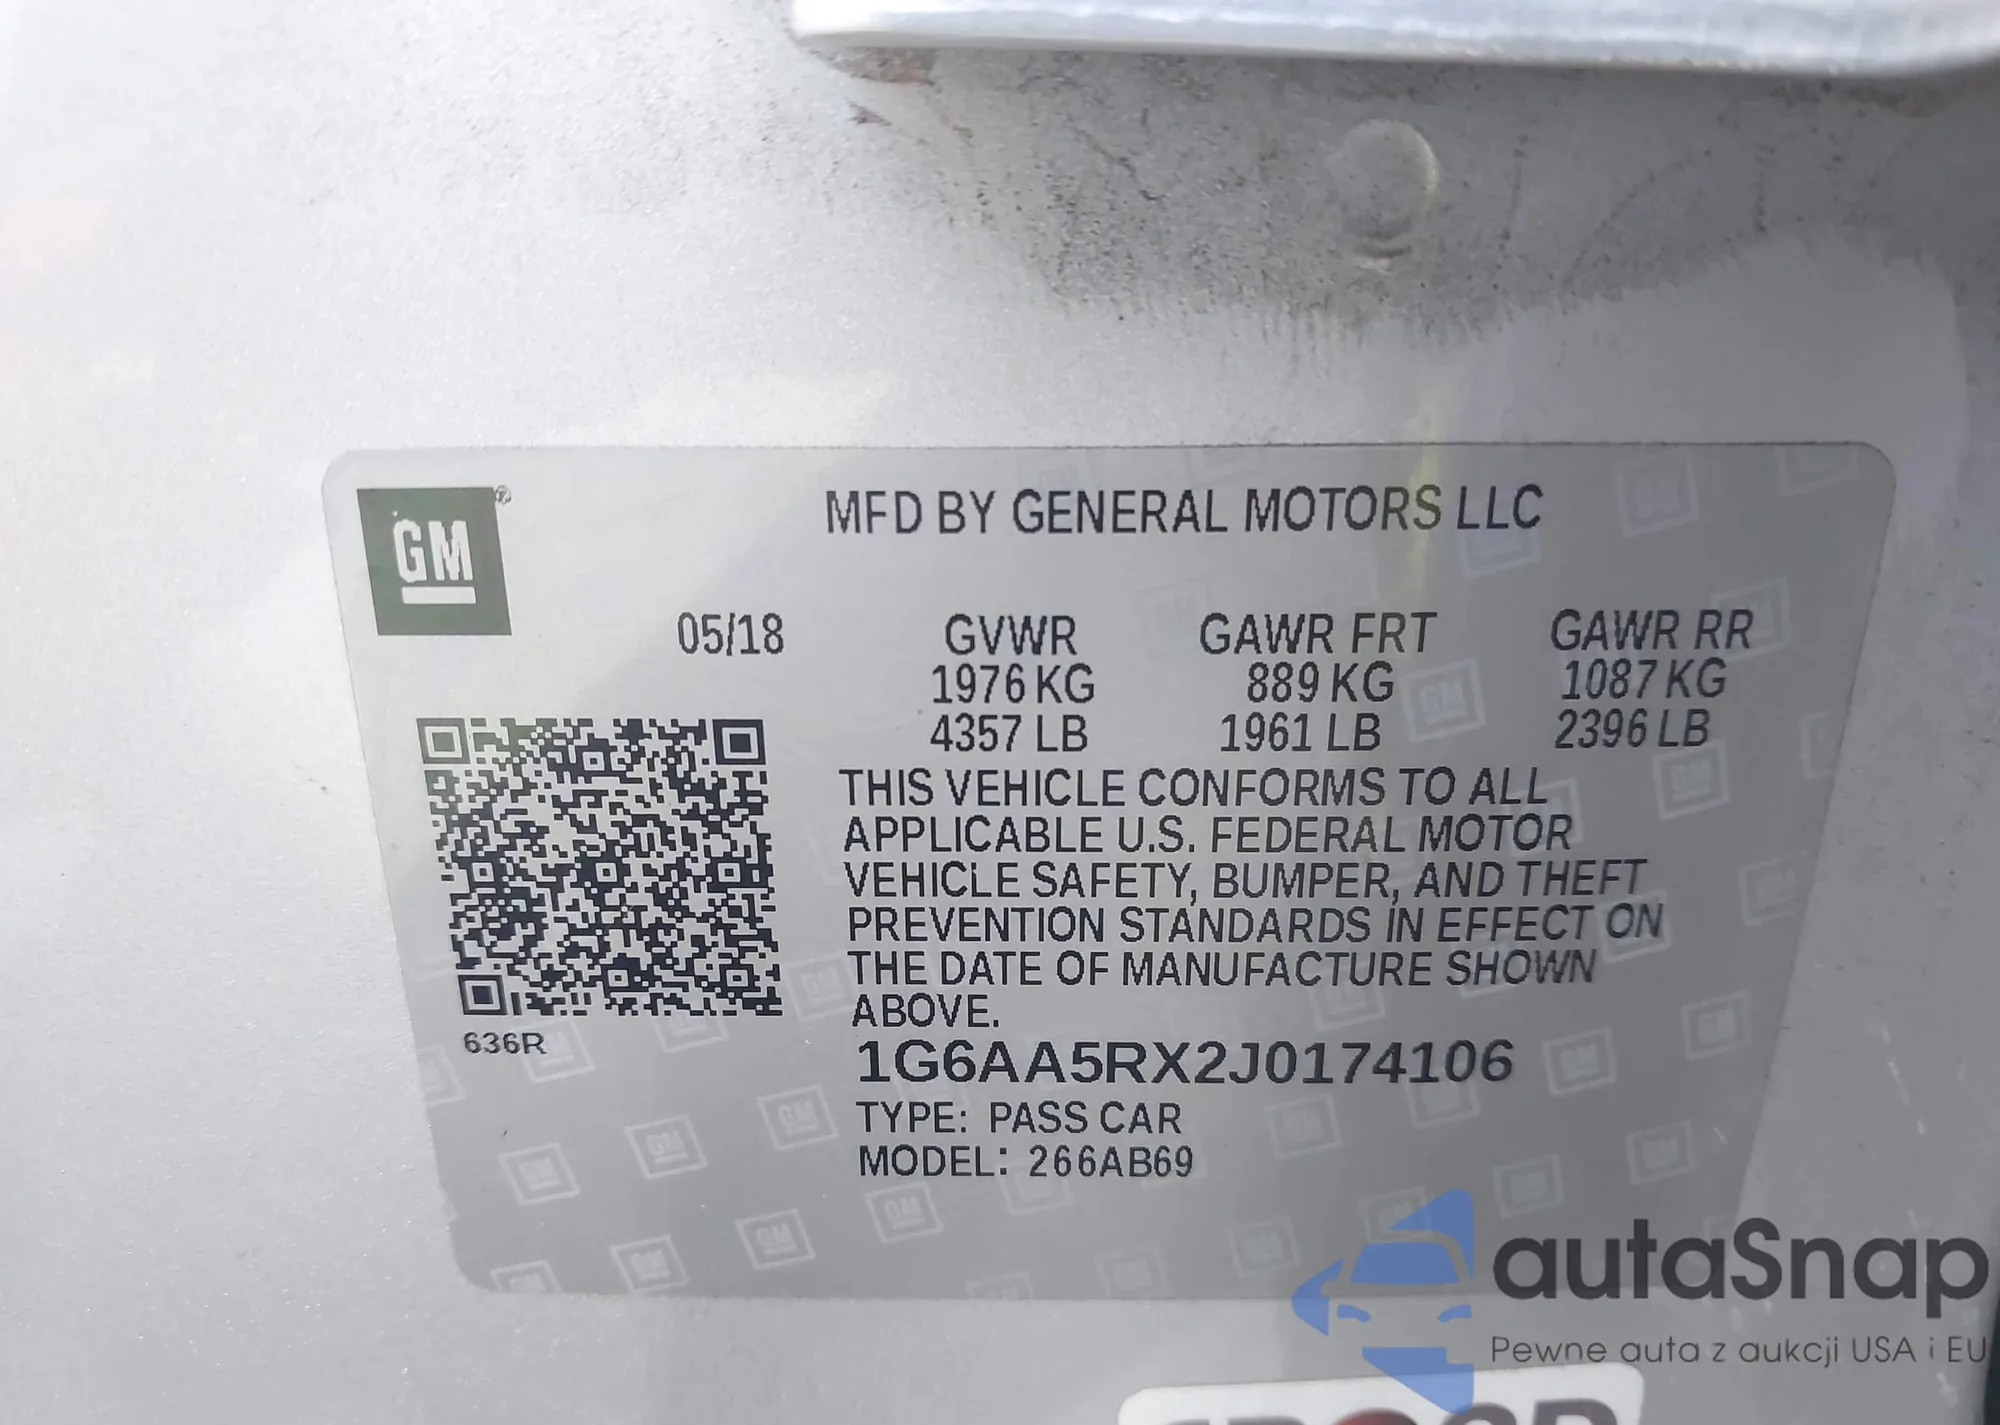 GM
MFD BY GENERAL MOTORS LLC
05/18 GVWR GAWR FRT GAWR RR
1976 KG 889 KG 1087 KG
4357 LB 1961 LB 2396 LB
THIS VEHICLE CONFORMS TO ALL
APPLICABLE U.S. FEDERAL MOTOR
VEHICLE SAFETY, BUMPER, AND THEFT
PREVENTION STANDARDS IN EFFECT ON
THE DATE OF MANUFACTURE SHOWN
ABOVE.
636R
1G6AA5RX2J0174106
TYPE: PASS CAR
MODEL: 266AB69
autaSnap
Pewne auta z aukcji USA i EU